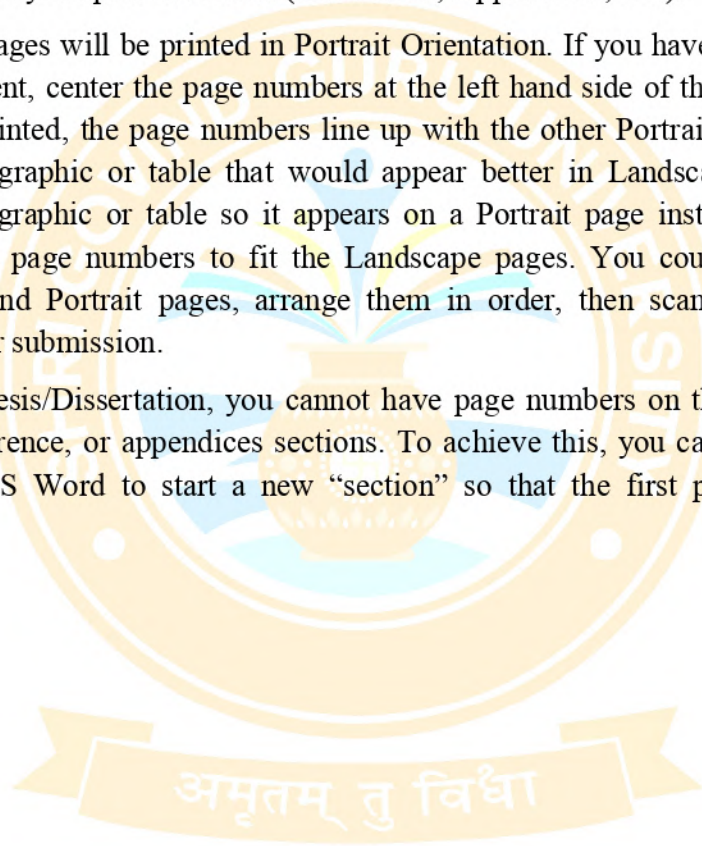 ages will be printed in Portrait Orientation. If you have
ent, center the page numbers at the left hand side of th
inted, the page numbers line up with the other Portrai
graphic or table that would appear better in Landsca
graphic or table so it appears on a Portrait page inst
page numbers to fit the Landscape pages. You cou
nd Portrait pages, arrange them in order, then scan
r submission.
esis/Dissertation, you cannot have page numbers on t
rence, or appendices sections. To achieve this, you ca
S Word to start a new “section” so that the first p
SHRI GOVIND GURU UNIVERSITY
अमृतम् तु विधा